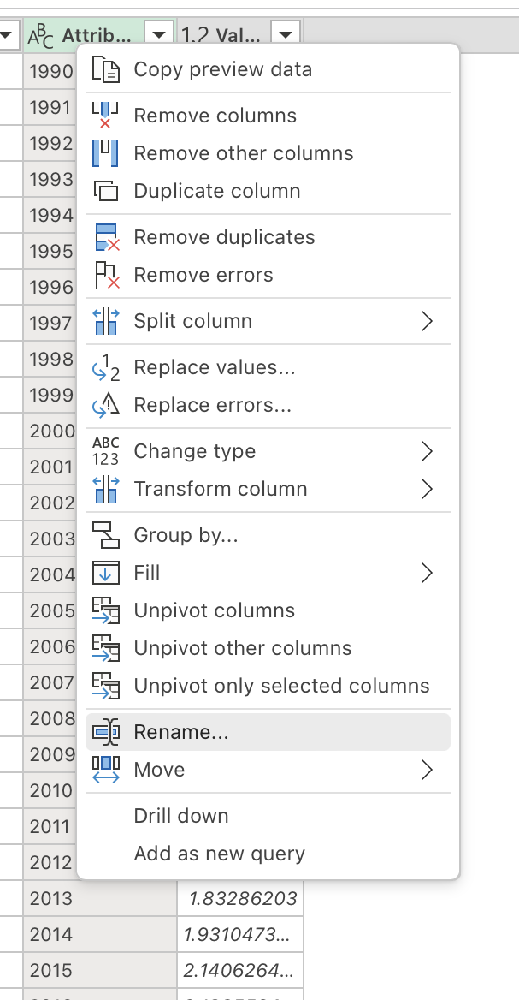 ABC Attrib... 1.2 Val...
1990
Copy preview data
1991
Remove columns
1992
Remove other columns
1993
Duplicate column
1994
Remove duplicates
1995
Remove errors
1996
1997
Split column
1998
Replace values...
1999
Replace errors...
2000
ABC
123
Change type
2001
Transform column
2002
2003
Group by...
2004
Fill
2005
Unpivot columns
2006
Unpivot other columns
2007
Unpivot only selected columns
2008
Rename...
2009
Move
2010
2011
Drill down
2012
Add as new query
2013 1.83286203
2014 1.9310473...
2015 2.1406264...